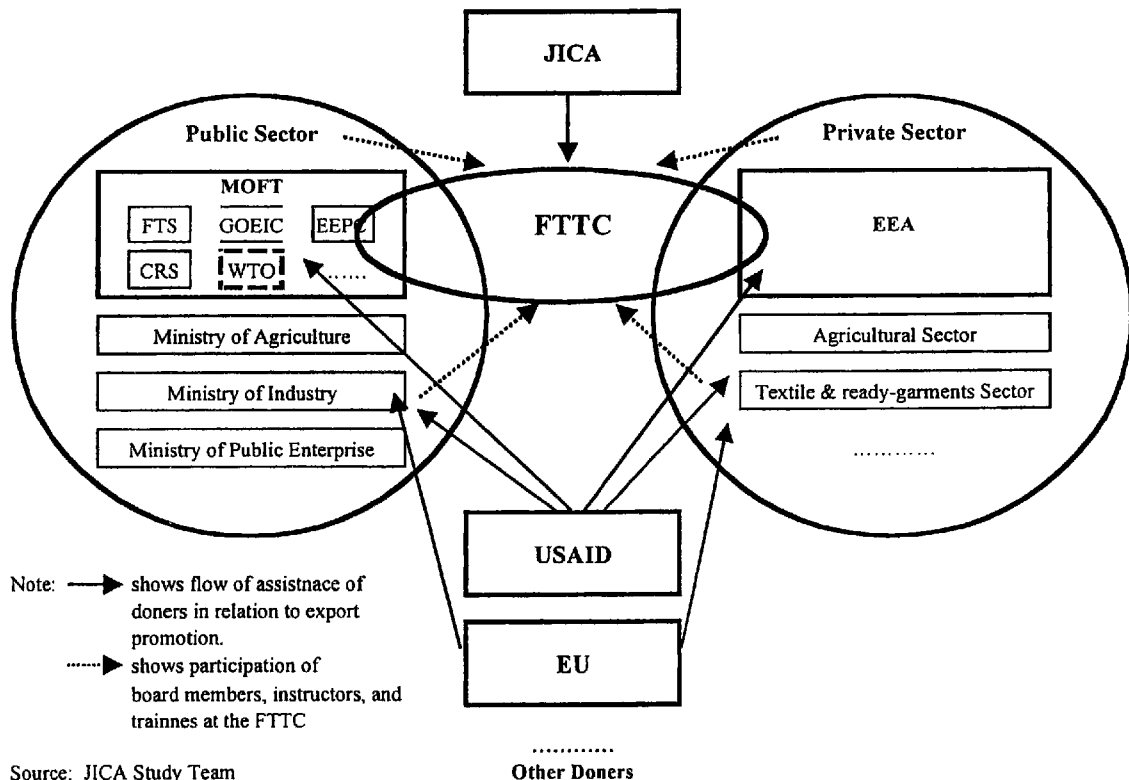 JICA
Public Sector
Private Sector
MOFT
FTS
GOEIC
EEPC
CRS
WTO
.......
FTTC
EEA
Ministry of Agriculture
Agricultural Sector
Ministry of Industry
Textile & ready-garments Sector
Ministry of Public Enterprise
............
USAID
EU
Note: shows flow of assistnace of
doners in relation to export
promotion.
shows participation of
board members, instructors, and
trainnes at the FTTC
............
Source: JICA Study Team
Other Doners